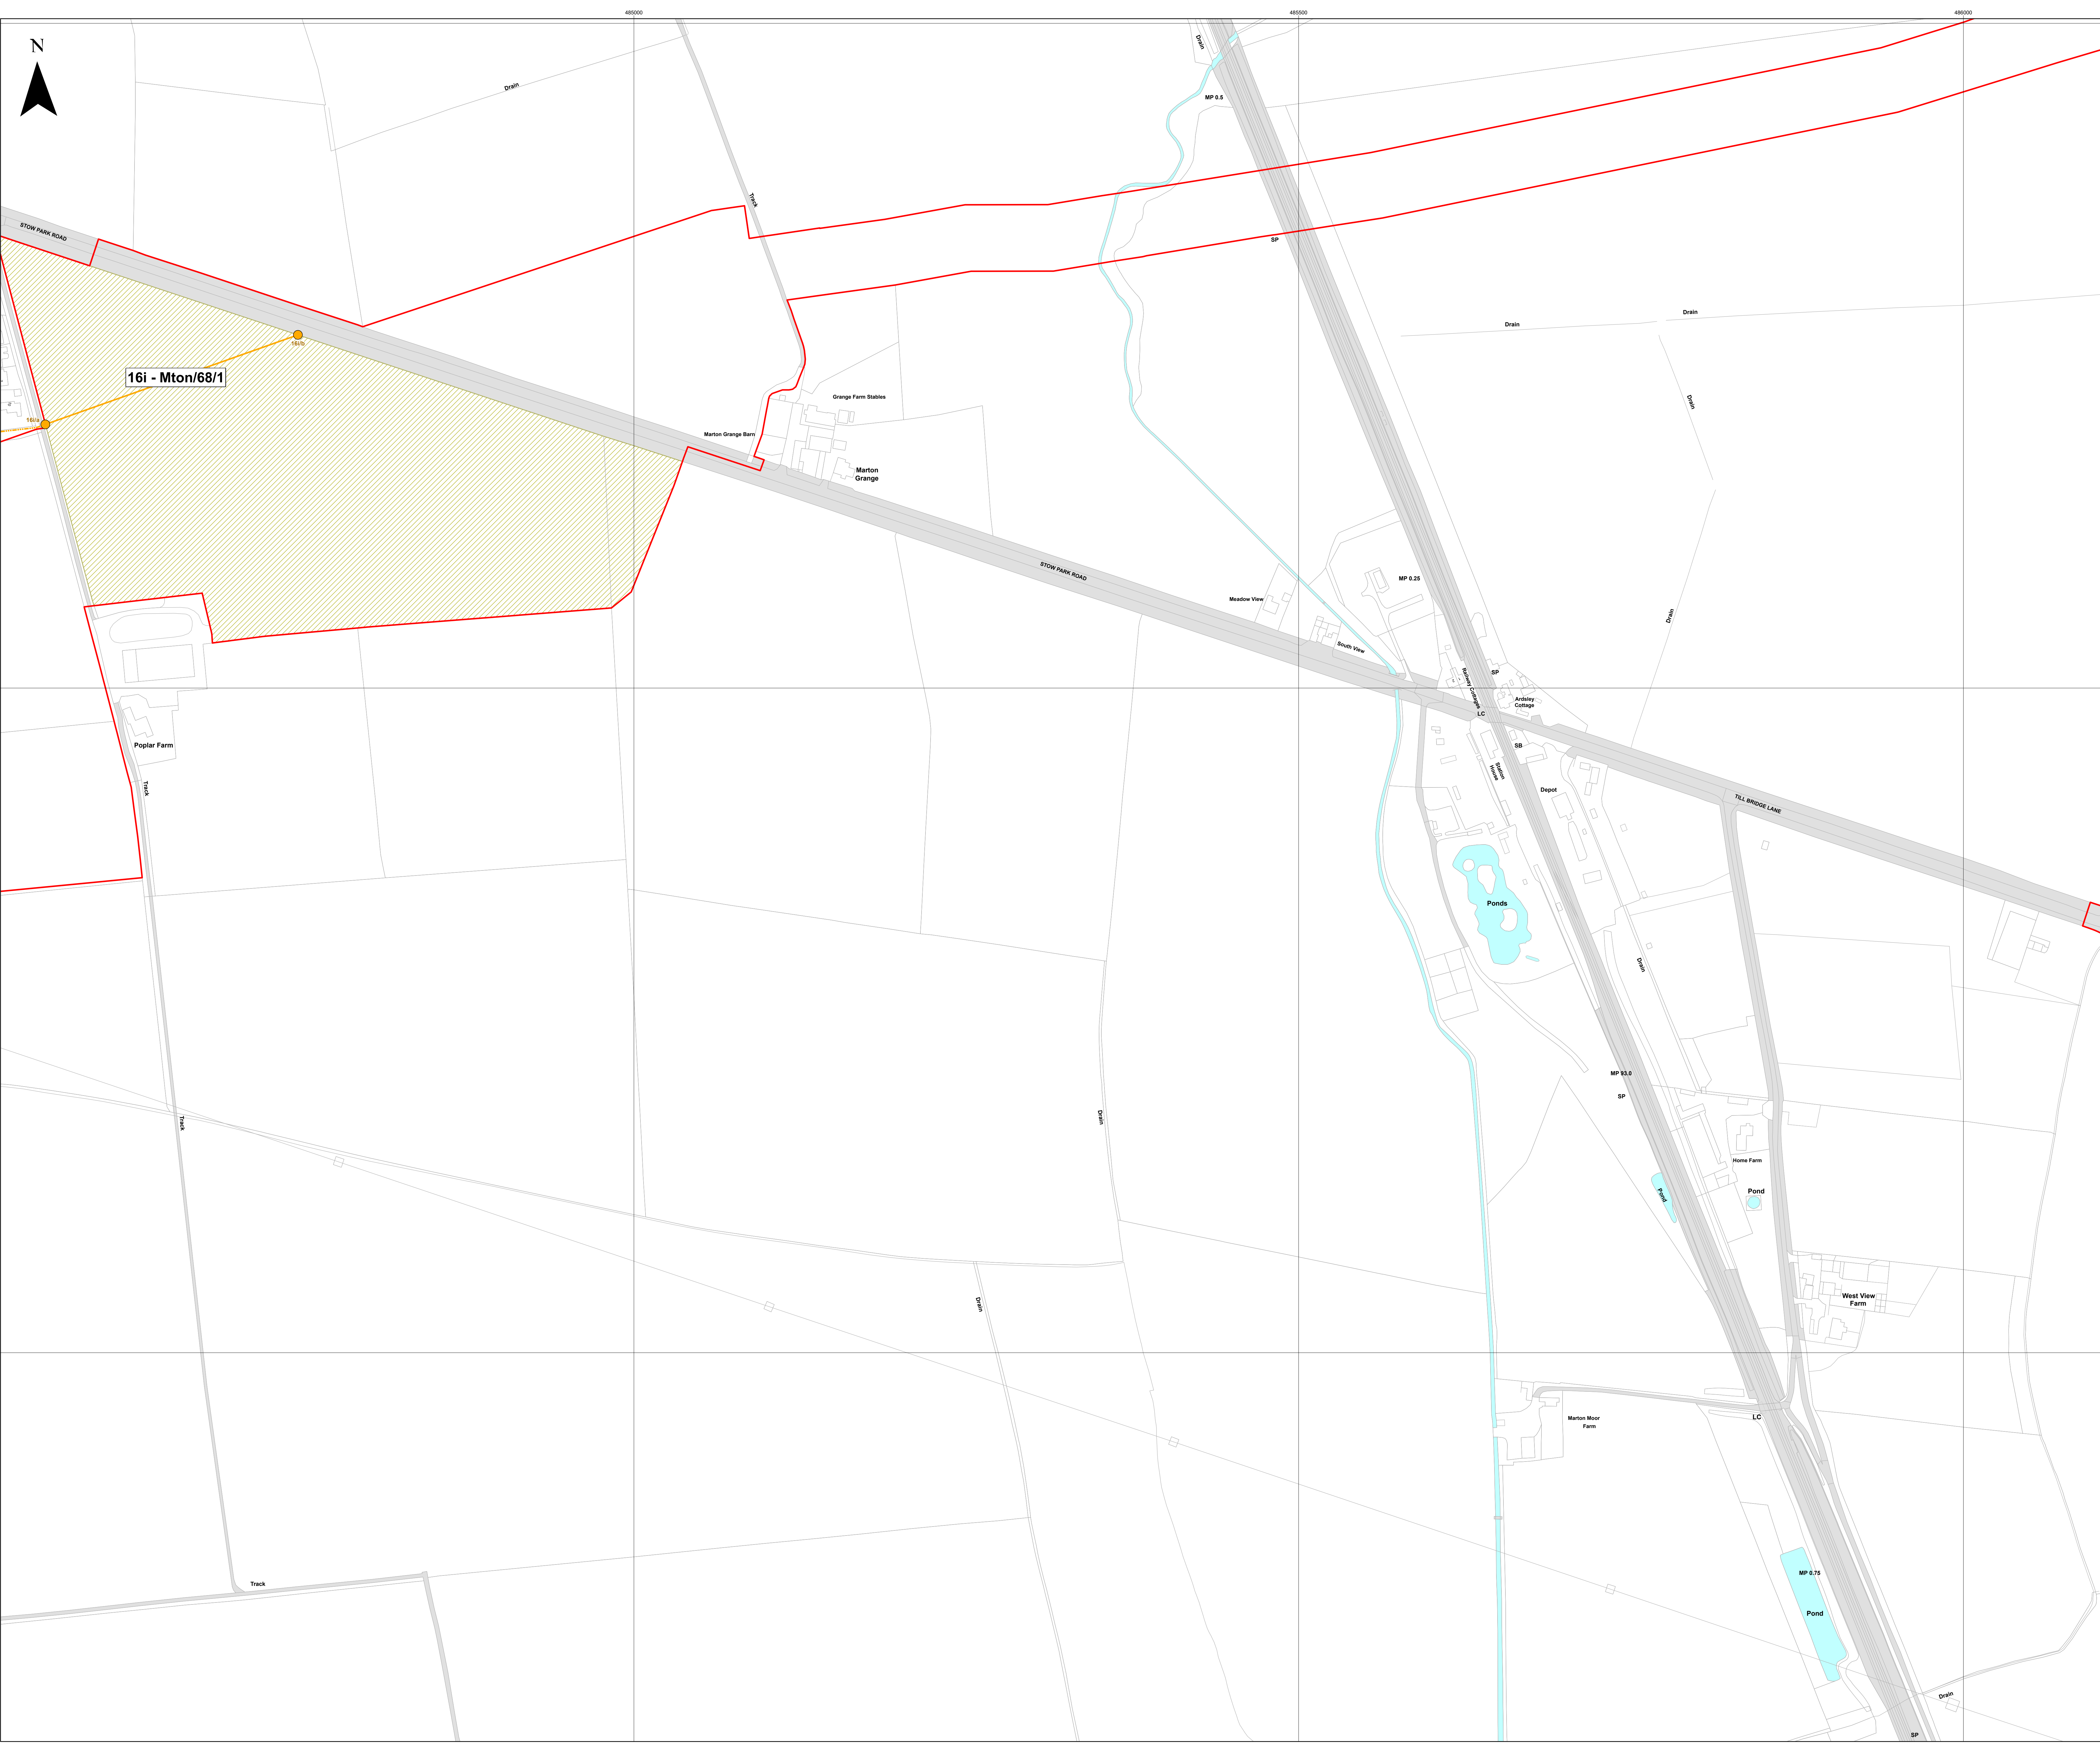 485000
485500
486000
N
Drain
Drain
MP 0.5
Track
STOW PARK ROAD
SP
Drain
Drain
16i/b
16i - Mton/68/1
Drain
Grange Farm Stables
16i/a
Marton Grange Barn
Marton
Grange
STOW PARK ROAD
MP 0.25
Meadow View
Drain
South View
SP
Railway Cottages
Ardsley
Cottage
LC
Poplar Farm
SB
Station
House
Track
Depot
TILL BRIDGE LANE
Ponds
Drain
MP 93.0
SP
Drain
Track
Home Farm
Pond
Pond
Drain
West View
Farm
Marton Moor
Farm
LC
MP 0.75
Track
Pond
Drain
SP